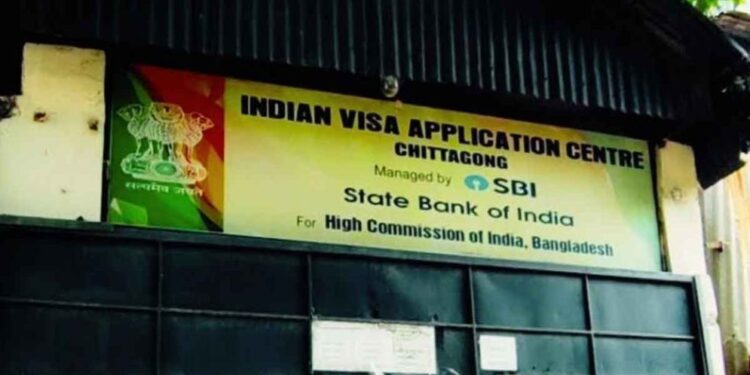 INDIAN VISA APPLICATION CENTRE
CHITTAGONG
Managed by SBI
State Bank of India
For High Commission of India, Bangladesh
सत्यमेव जयते